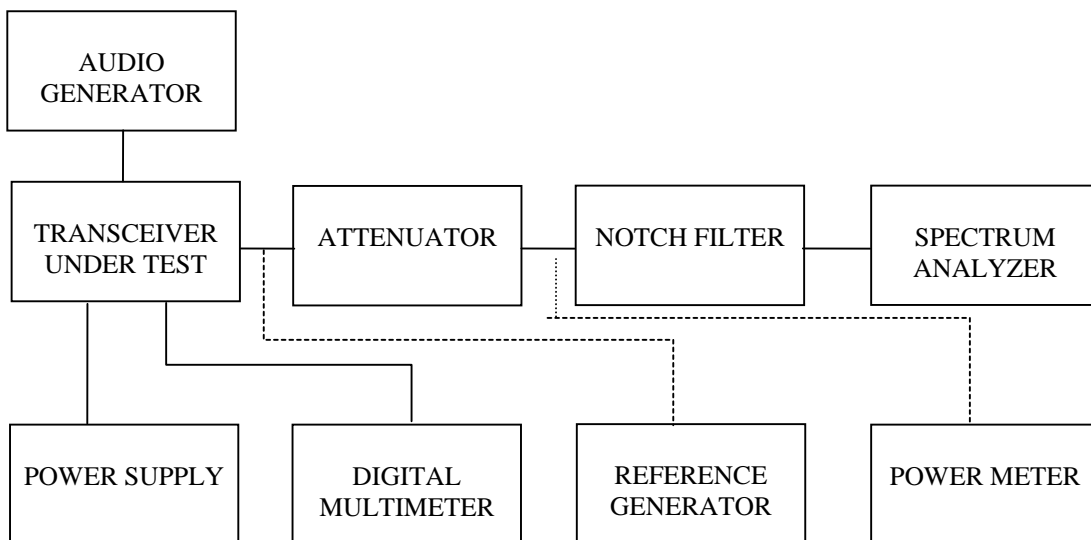 AUDIO
GENERATOR
TRANSCEIVER
UNDER TEST
ATTENUATOR
NOTCH FILTER
SPECTRUM
ANALYZER
POWER SUPPLY
DIGITAL
MULTIMETER
REFERENCE
GENERATOR
POWER METER